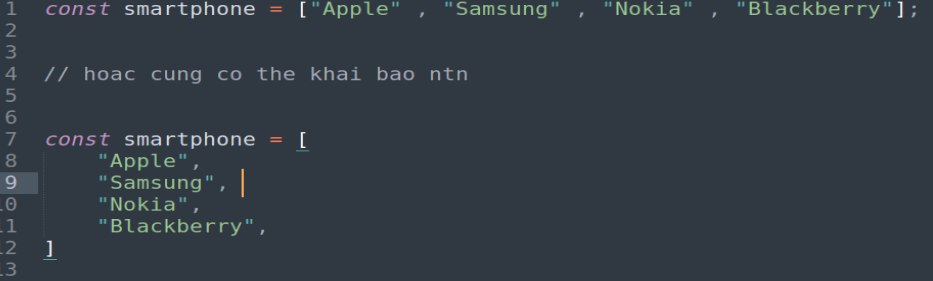 1 const smartphone = ["Apple" , "Samsung" , "Nokia" , "Blackberry"];
2
3
4 // hoac cung co the khai bao ntn
5
6
7 const smartphone = [
8 "Apple",
9 "Samsung",
10 "Nokia",
11 "Blackberry",
12 ]
13